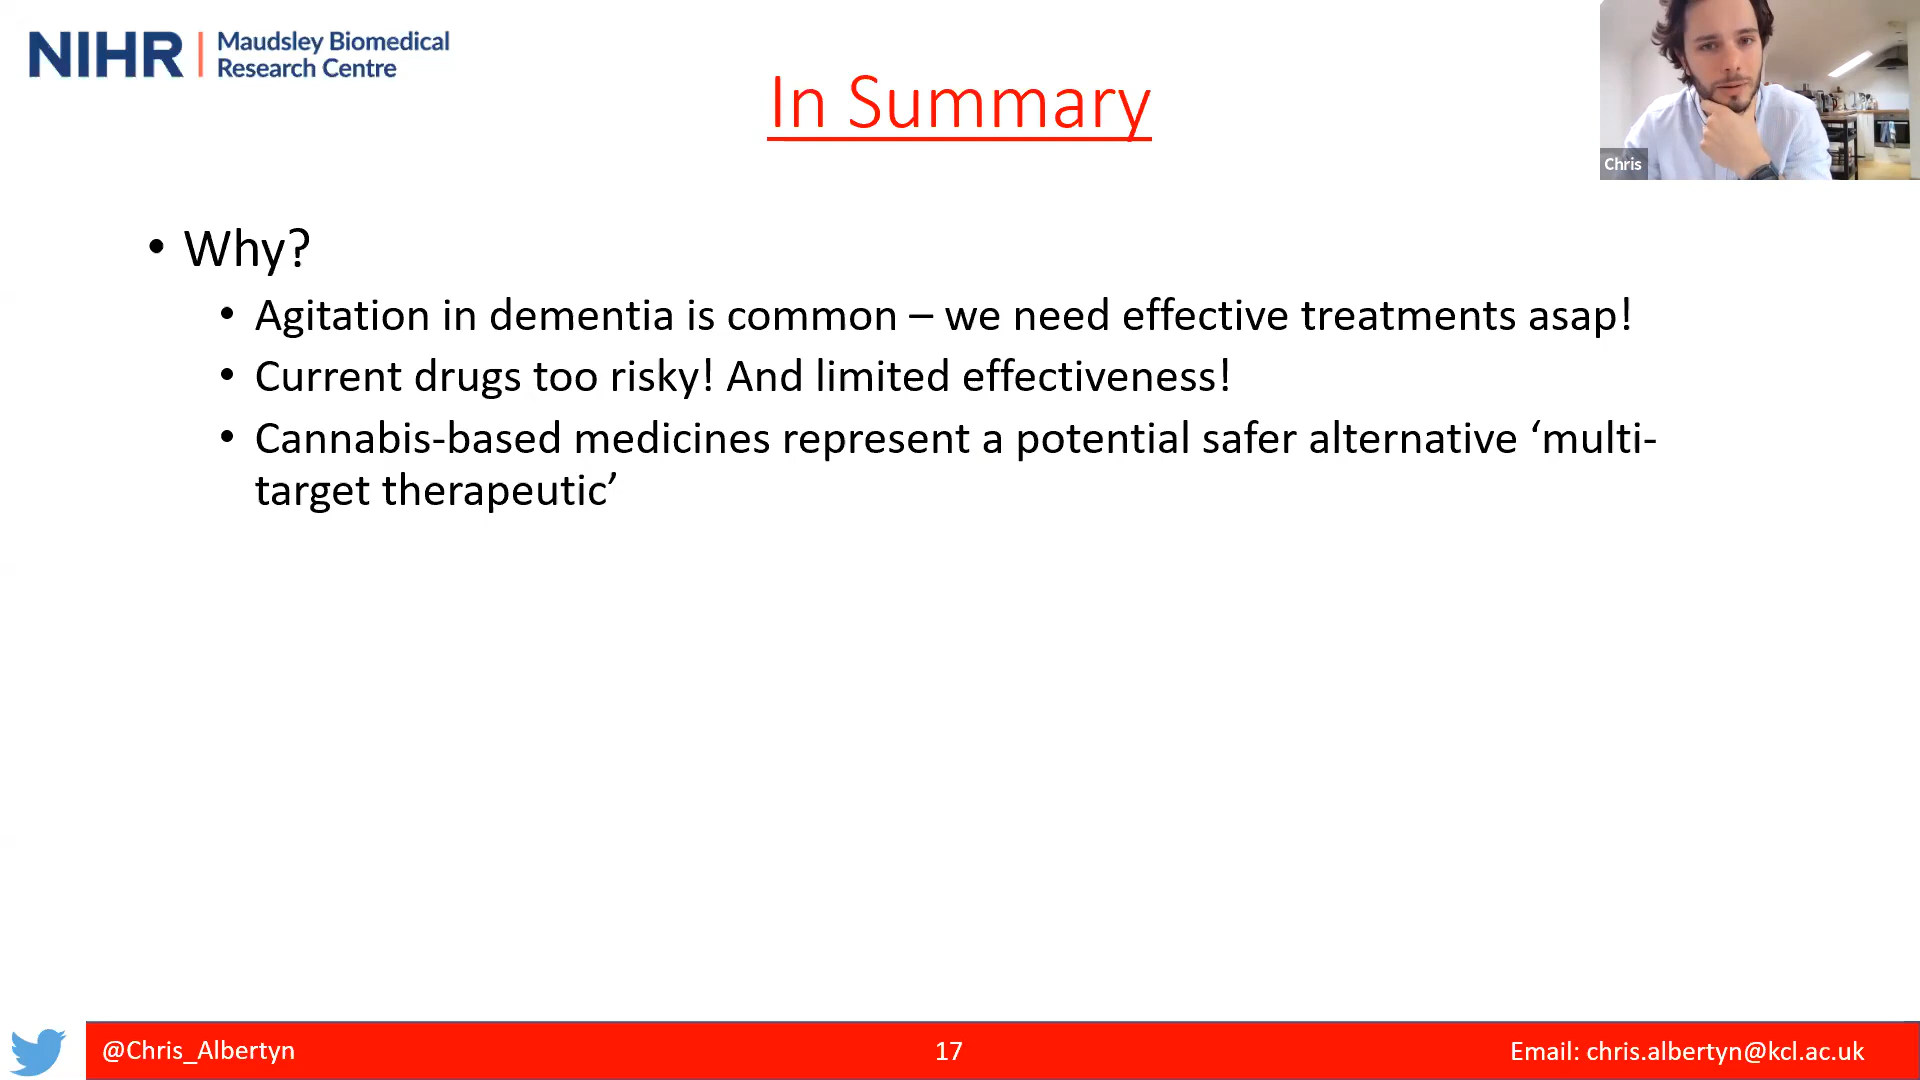 NIHR | Maudsley Biomedical
Research Centre
In Summary
Chris
• Why?
• Agitation in dementia is common – we need effective treatments asap!
• Current drugs too risky! And limited effectiveness!
• Cannabis-based medicines represent a potential safer alternative ‘multi-
target therapeutic’
@Chris_Albertyn
17
Email: chris.albertyn@kcl.ac.uk